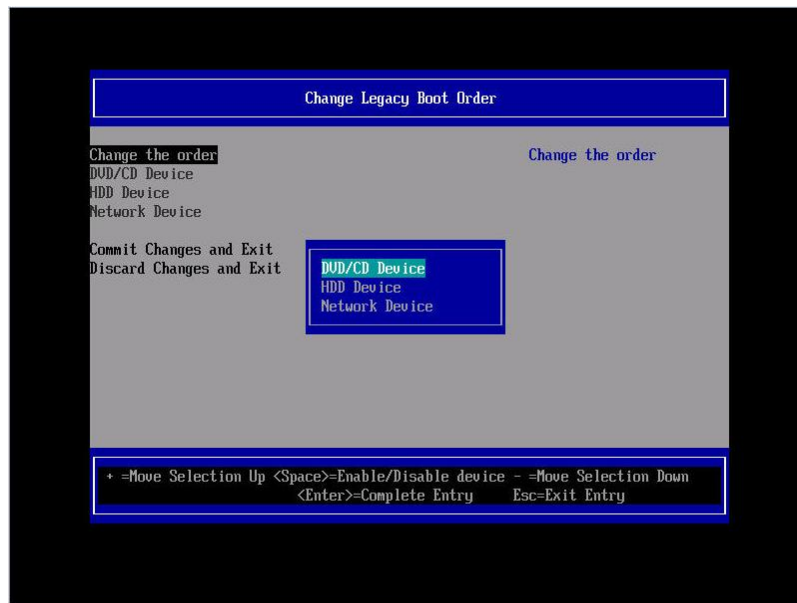 Change Legacy Boot Order
Change the order
Change the order
DVD/CD Device
HDD Device
Network Device
Commit Changes and Exit
Discard Changes and Exit
DVD/CD Device
HDD Device
Network Device
+ =Move Selection Up <Space>=Enable/Disable device - =Move Selection Down
<Enter>=Complete Entry Esc=Exit Entry